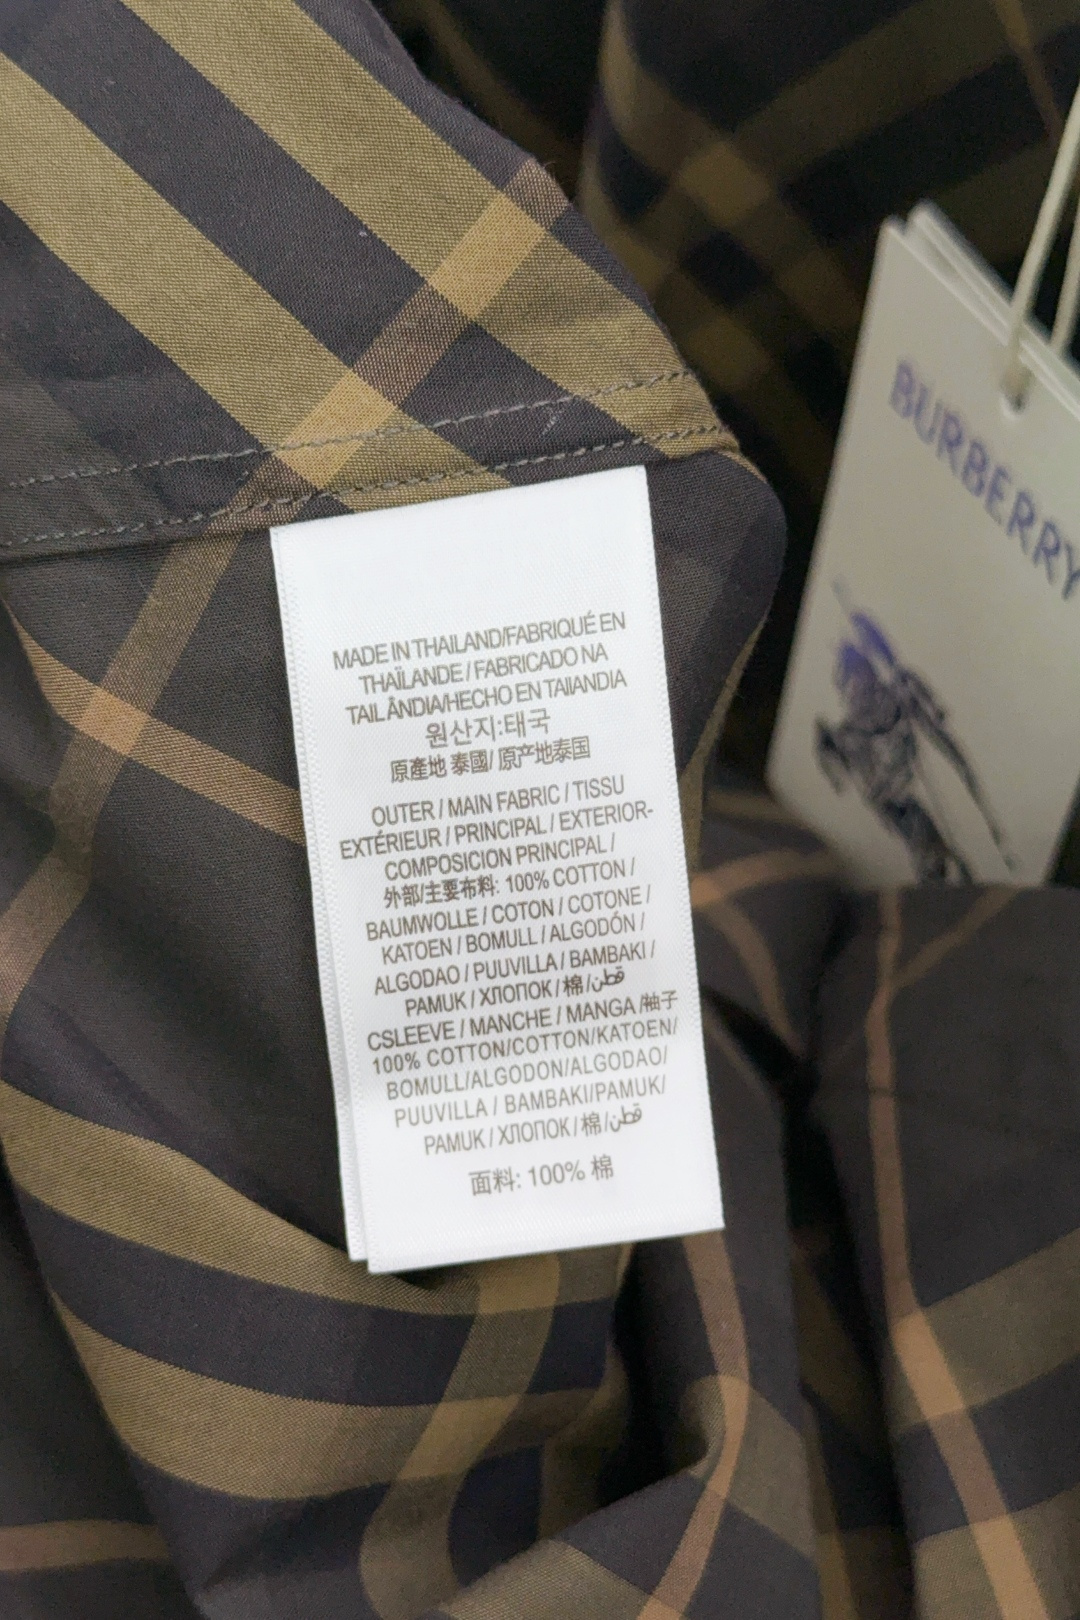 MADE IN THAILAND/FABRIQUÉ EN
THAÏLANDE / FABRICADO NA
TAILÂNDIA/HECHO EN TAIIANDIA
원산지:태국
原產地 泰國/ 原产地泰国
OUTER / MAIN FABRIC / TISSU
EXTÉRIEUR / PRINCIPAL / EXTERIOR-
COMPOSICION PRINCIPAL /
外部/主要布料: 100% COTTON /
BAUMWOLLE / COTON / COTONE /
KATOEN / BOMULL / ALGODÓN /
ALGODAO / PUUVILLA / BAMBAKI /
PAMUK / ХЛОПОК / 棉/قطن
CSLEEVE / MANCHE / MANGA /袖子
100% COTTON/COTTON/KATOEN/
BOMULL/ALGODON/ALGODAO/
PUUVILLA / BAMBAKI/PAMUK/
PAMUK / ХЛОПОК / 棉/قطن
面料: 100% 棉
BURBERRY